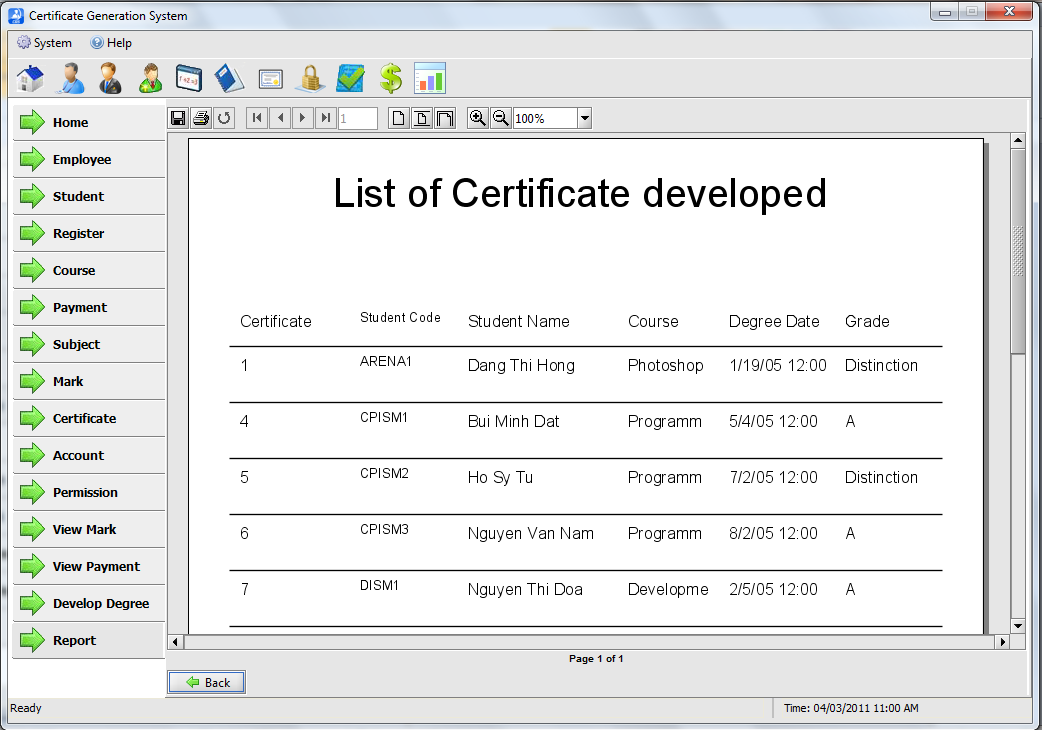 Certificate Generation System
System Help
1 100%
Home
Employee
Student
Register
Course
Payment
Subject
Mark
Certificate
Account
Permission
View Mark
View Payment
Develop Degree
Report
List of Certificate developed
Certificate Student Code Student Name Course Degree Date Grade
1 ARENA1 Dang Thi Hong Photoshop 1/19/05 12:00 Distinction
4 CPISM1 Bui Minh Dat Programm 5/4/05 12:00 A
5 CPISM2 Ho Sy Tu Programm 7/2/05 12:00 Distinction
6 CPISM3 Nguyen Van Nam Programm 8/2/05 12:00 A
7 DISM1 Nguyen Thi Doa Developme 2/5/05 12:00 A
Page 1 of 1
Back
Ready Time: 04/03/2011 11:00 AM